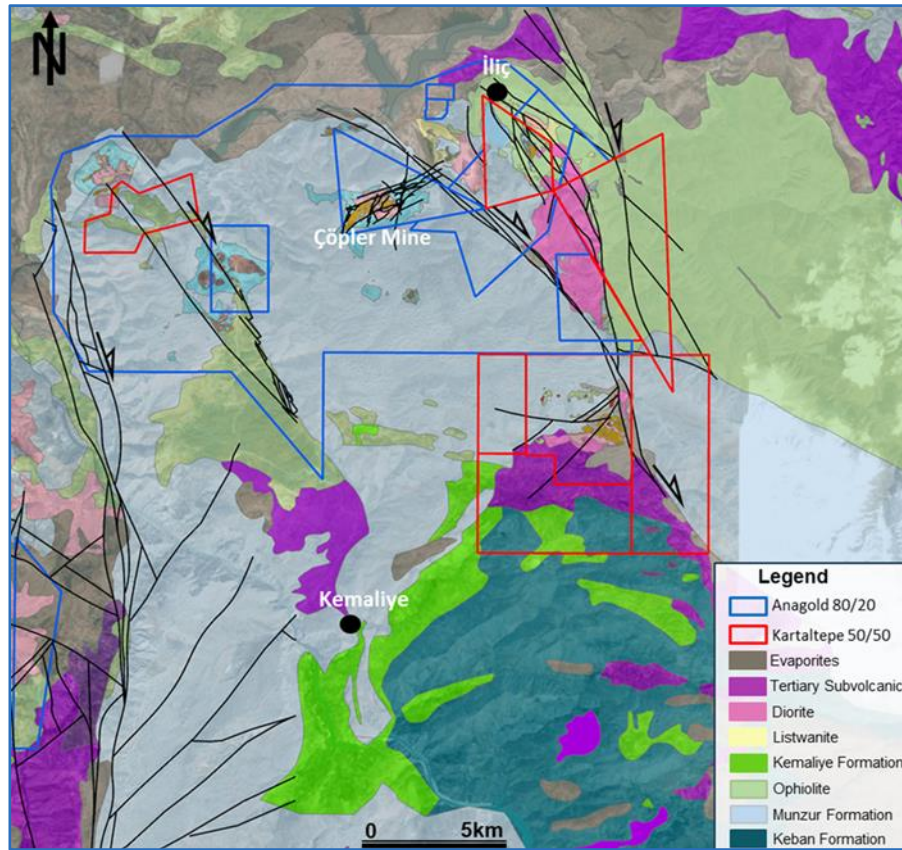 N
İliç
Çöpler Mine
Kemaliye
0 5km
Legend
Anagold 80/20
Kartaltepe 50/50
Evaporites
Tertiary Subvolcanic
Diorite
Listwanite
Kemaliye Formation
Ophiolite
Munzur Formation
Keban Formation